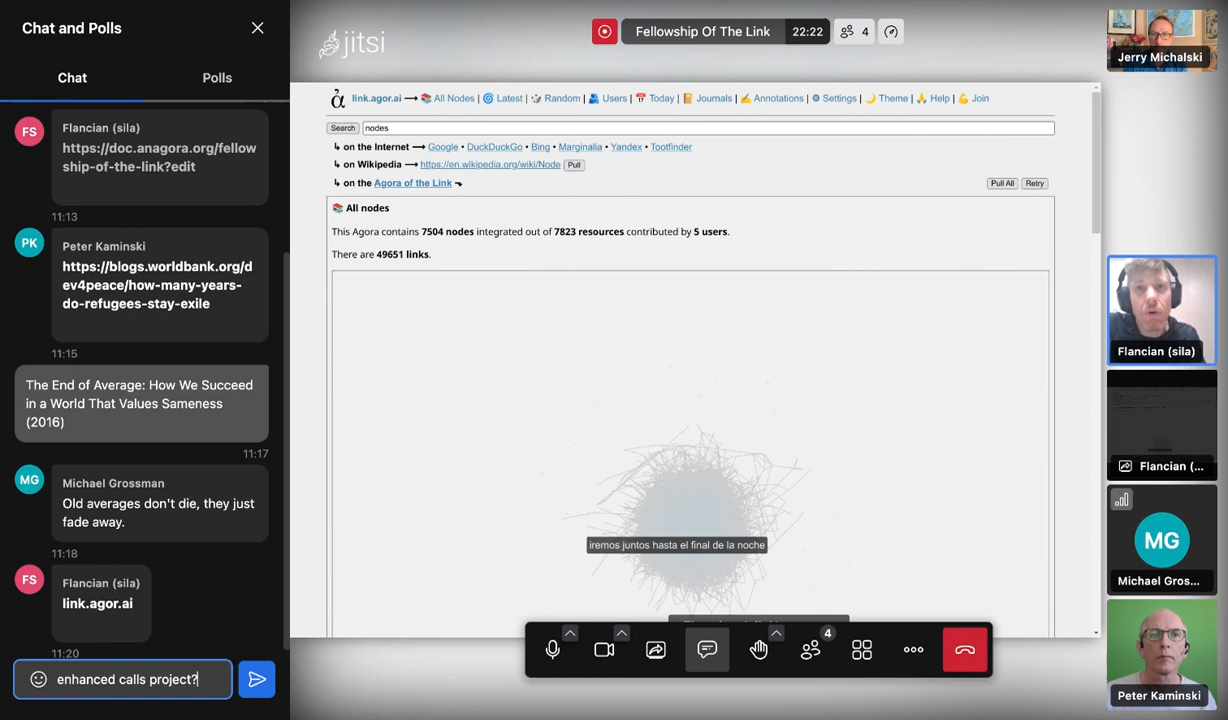 Chat and Polls
Chat
Polls
FS
Flancian (sila)
https://doc.anagora.org/fellow
ship-of-the-link?edit
11:13
PK
Peter Kaminski
https://blogs.worldbank.org/d
ev4peace/how-many-years-
do-refugees-stay-exile
11:15
The End of Average: How We Succeed
in a World That Values Sameness
(2016)
11:17
MG
Michael Grossman
Old averages don't die, they just
fade away.
11:18
FS
Flancian (sila)
link.agor.ai
11:20
enhanced calls project?
jitsi
Fellowship Of The Link
22:22
4
link.agor.ai ⟶ 📚 All Nodes | 🌀 Latest | 🎲 Random | 🫂 Users | 📅 Today | 📔 Journals | ✍ Annotations | ⚙ Settings | 🌙 Theme | 🙏 Help | 💪 Join
Search
nodes
↳ on the Internet ⟶ Google • DuckDuckGo • Bing • Marginalia • Yandex • Tootfinder
↳ on Wikipedia ⟶ https://en.wikipedia.org/wiki/Node Pull
↳ on the Agora of the Link
Pull All
Retry
📚 All nodes
This Agora contains 7504 nodes integrated out of 7823 resources contributed by 5 users.
There are 49651 links.
iremos juntos hasta el final de la noche
4
Jerry Michalski
Flancian (sila)
Flancian (...
MG
Michael Gros...
Peter Kaminski